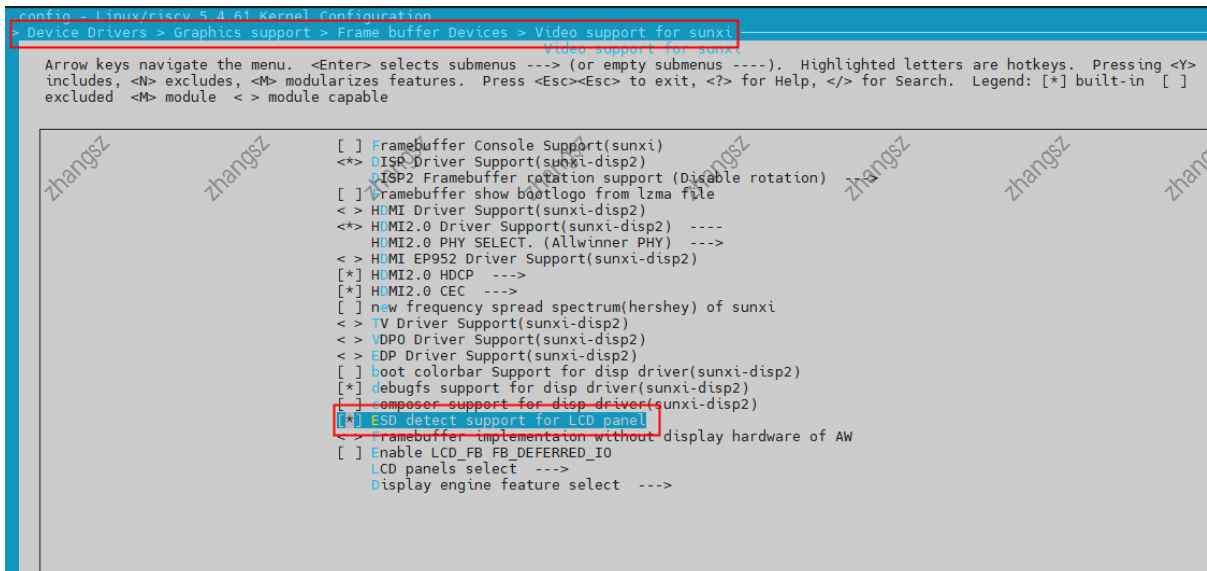 .config - Linux/riscv 5.4.61 Kernel Configuration
> Device Drivers > Graphics support > Frame buffer Devices > Video support for sunxi
Video support for sunxi
Arrow keys navigate the menu. <Enter> selects submenus ---> (or empty submenus ----). Highlighted letters are hotkeys. Pressing <Y>
includes, <N> excludes, <M> modularizes features. Press <Esc><Esc> to exit, <?> for Help, </> for Search. Legend: [*] built-in [ ]
excluded <M> module < > module capable
[ ] Framebuffer Console Support(sunxi)
<*> DISP Driver Support(sunxi-disp2)
DISP2 Framebuffer rotation support (Disable rotation) --->
[ ] Framebuffer show bootlogo from lzma file
< > HDMI Driver Support(sunxi-disp2)
<*> HDMI2.0 Driver Support(sunxi-disp2) ----
HDMI2.0 PHY SELECT. (Allwinner PHY) --->
< > HDMI EP952 Driver Support(sunxi-disp2)
[*] HDMI2.0 HDCP --->
[*] HDMI2.0 CEC --->
[ ] new frequency spread spectrum(hershey) of sunxi
< > TV Driver Support(sunxi-disp2)
< > VDPO Driver Support(sunxi-disp2)
< > EDP Driver Support(sunxi-disp2)
[ ] boot colorbar Support for disp driver(sunxi-disp2)
[*] debugfs support for disp driver(sunxi-disp2)
[ ] composer support for disp driver(sunxi-disp2)
[*] ESD detect support for LCD panel
< > Framebuffer implementaion without display hardware of AW
[ ] Enable LCD_FB FB_DEFERRED_IO
LCD panels select --->
Display engine feature select --->
zhangsz zhangsz zhangsz zhangsz zhangsz zhangsz